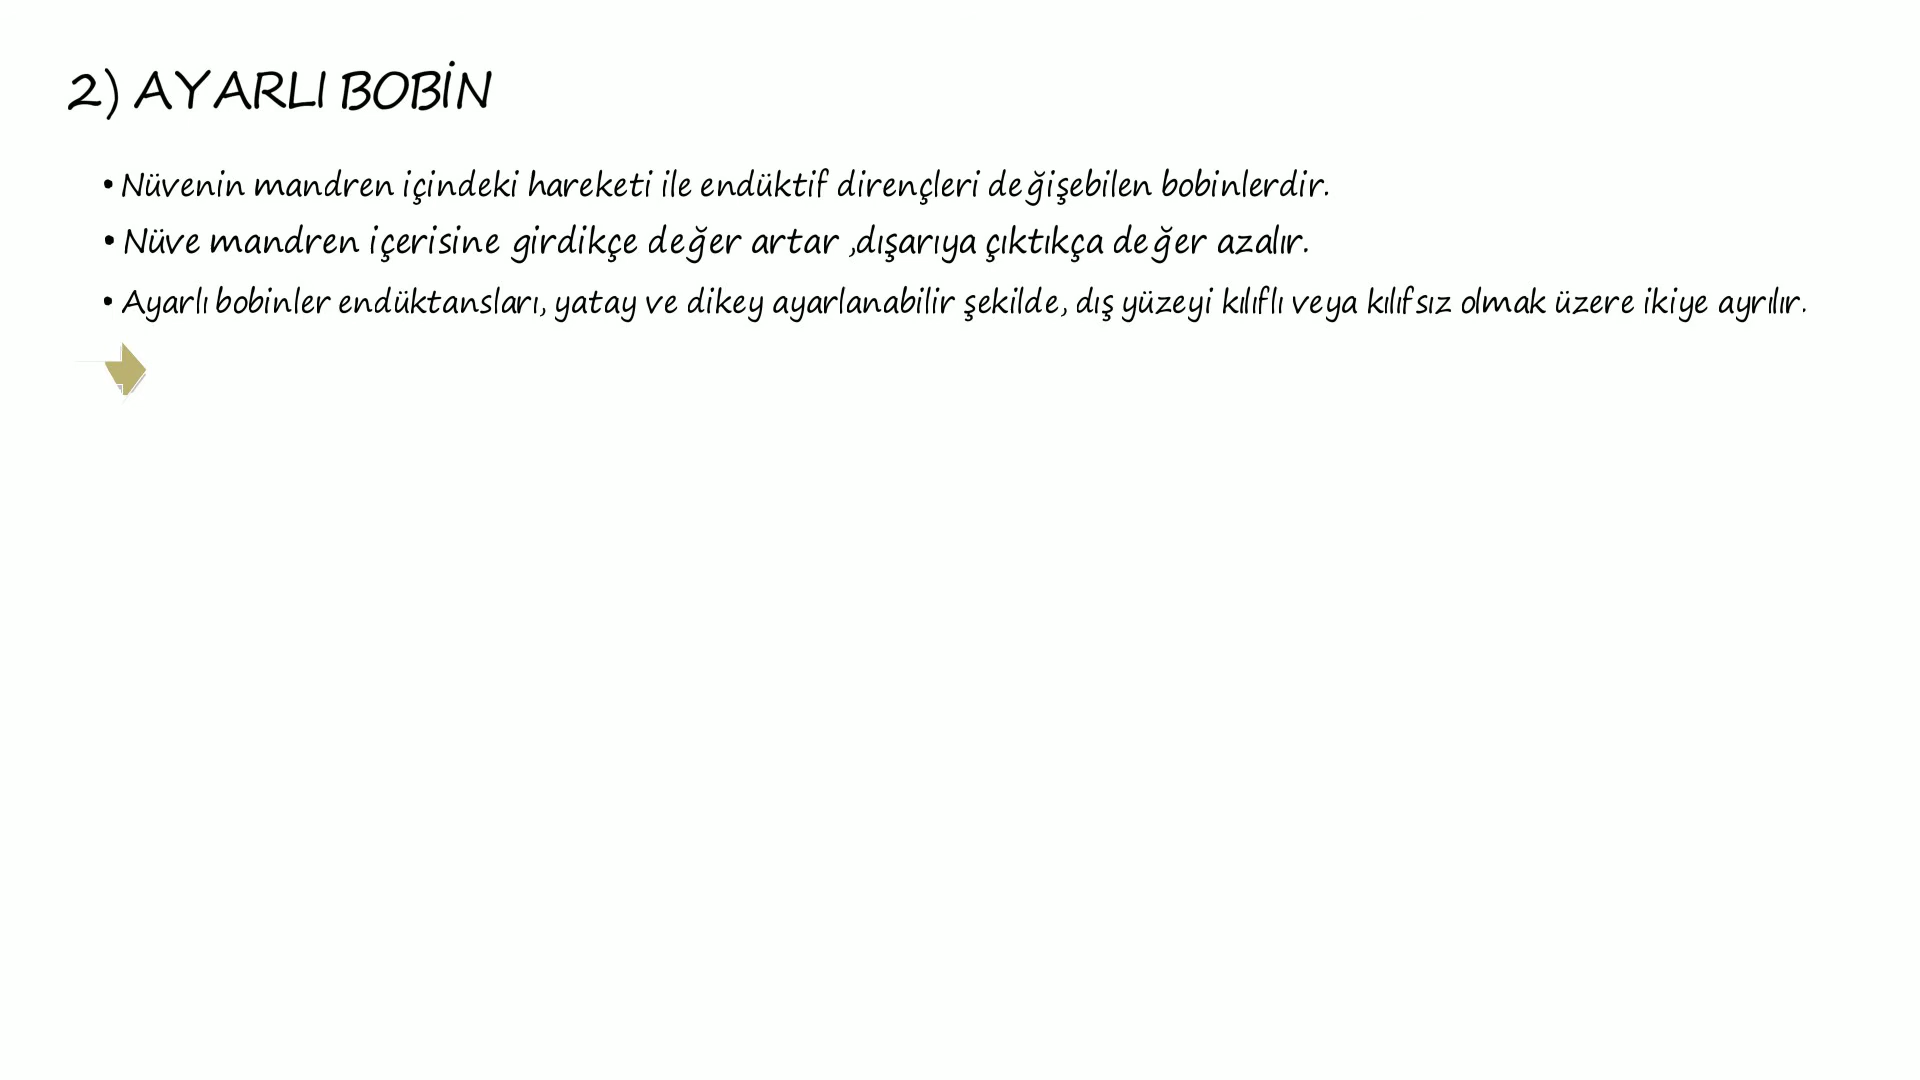 2) AYARLI BOBİN
• Nüvenin mandren içindeki hareketi ile endüktif dirençleri değişebilen bobinlerdir.
• Nüve mandren içerisine girdikçe değer artar ,dışarıya çıktıkça değer azalır.
• Ayarlı bobinler endüktansları, yatay ve dikey ayarlanabilir şekilde, dış yüzeyi kılıflı veya kılıfsız olmak üzere ikiye ayrılır.